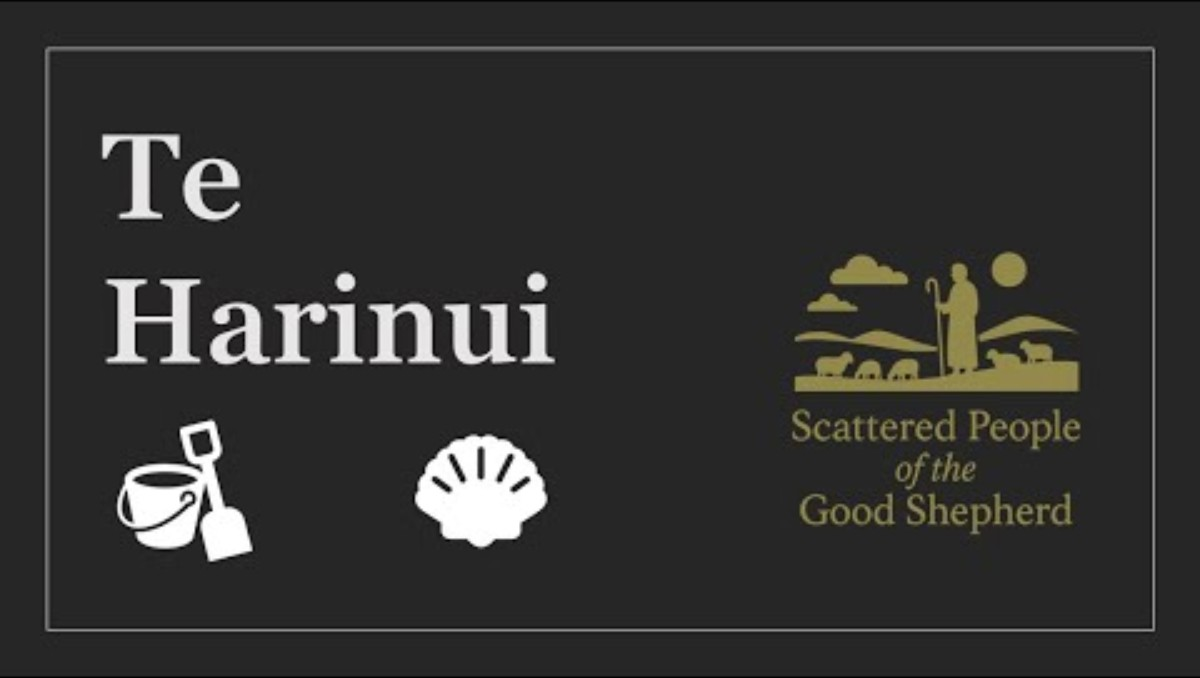 Te
Harinui
Scattered People
of the
Good Shepherd